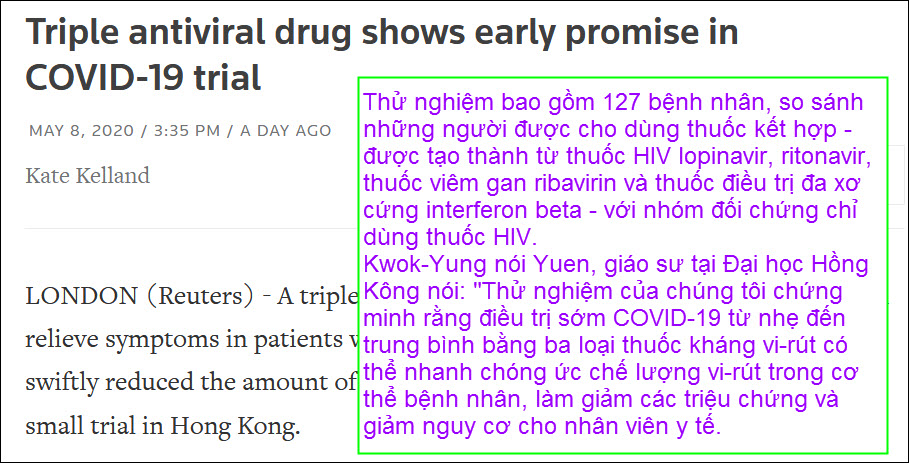 Triple antiviral drug shows early promise in
COVID-19 trial
MAY 8, 2020 / 3:35 PM / A DAY AGO
Kate Kelland
LONDON (Reuters) - A triple
relieve symptoms in patients
swiftly reduced the amount of
small trial in Hong Kong.
Thử nghiệm bao gồm 127 bệnh nhân, so sánh
những người được cho dùng thuốc kết hợp -
được tạo thành từ thuốc HIV lopinavir, ritonavir,
thuốc viêm gan ribavirin và thuốc điều trị đa xơ
cứng interferon beta - với nhóm đối chứng chỉ
dùng thuốc HIV.
Kwok-Yung nói Yuen, giáo sư tại Đại học Hồng
Kông nói: "Thử nghiệm của chúng tôi chứng
minh rằng điều trị sớm COVID-19 từ nhẹ đến
trung bình bằng ba loại thuốc kháng vi-rút có
thể nhanh chóng ức chế lượng vi-rút trong cơ
thể bệnh nhân, làm giảm các triệu chứng và
giảm nguy cơ cho nhân viên y tế.